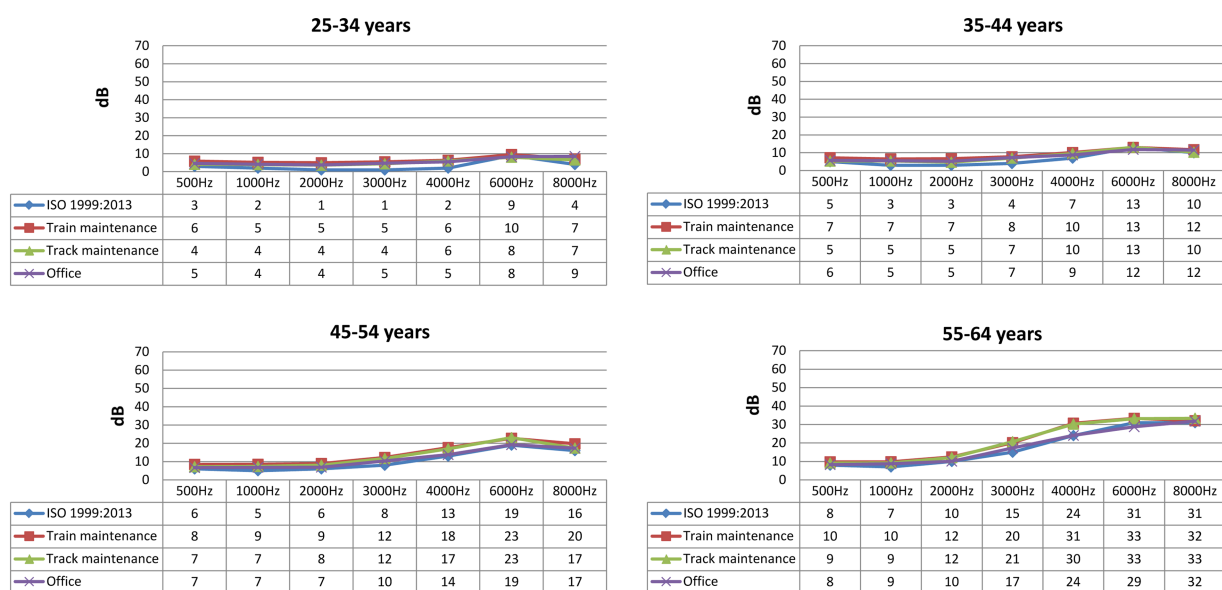 25-34 years
70
60
50
40
30
20
10
0
dB
500Hz 1000Hz 2000Hz 3000Hz 4000Hz 6000Hz 8000Hz
ISO 1999:2013 3 2 1 1 2 9 4
Train maintenance 6 5 5 5 6 10 7
Track maintenance 4 4 4 4 6 8 7
Office 5 4 4 5 5 8 9
35-44 years
70
60
50
40
30
20
10
0
dB
500Hz 1000Hz 2000Hz 3000Hz 4000Hz 6000Hz 8000Hz
ISO 1999:2013 5 3 3 4 7 13 10
Train maintenance 7 7 7 8 10 13 12
Track maintenance 5 5 5 7 10 13 10
Office 6 5 5 7 9 12 12
45-54 years
70
60
50
40
30
20
10
0
dB
500Hz 1000Hz 2000Hz 3000Hz 4000Hz 6000Hz 8000Hz
ISO 1999:2013 6 5 6 8 13 19 16
Train maintenance 8 9 9 12 18 23 20
Track maintenance 7 7 8 12 17 23 17
Office 7 7 7 10 14 19 17
55-64 years
70
60
50
40
30
20
10
0
dB
500Hz 1000Hz 2000Hz 3000Hz 4000Hz 6000Hz 8000Hz
ISO 1999:2013 8 7 10 15 24 31 31
Train maintenance 10 10 12 20 31 33 32
Track maintenance 9 9 12 21 30 33 33
Office 8 9 10 17 24 29 32